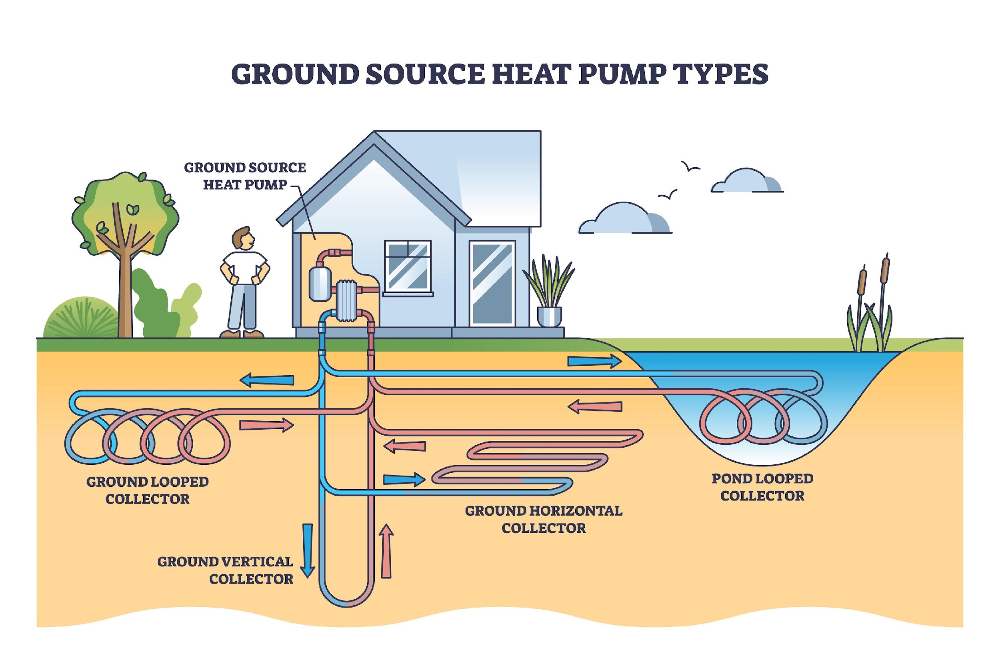 GROUND SOURCE HEAT PUMP TYPES
GROUND SOURCE
HEAT PUMP
GROUND LOOPED
COLLECTOR
POND LOOPED
COLLECTOR
GROUND HORIZONTAL
COLLECTOR
GROUND VERTICAL
COLLECTOR